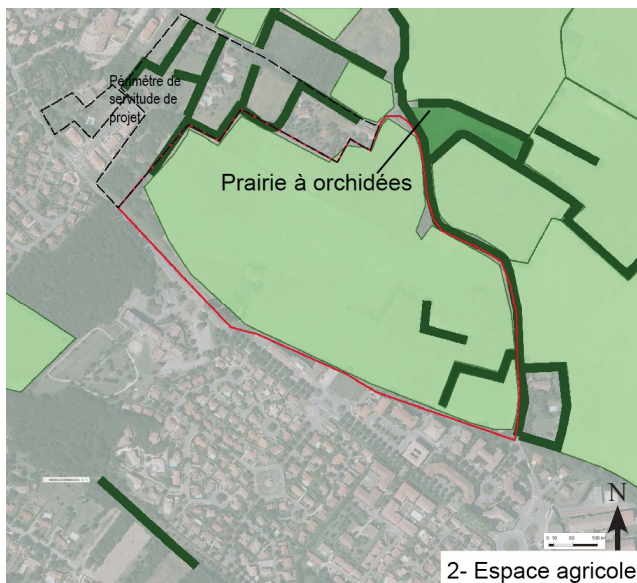 Périmètre de
servitude de
projet
Prairie à orchidées
N
0 10 50 100 m
2- Espace agricole